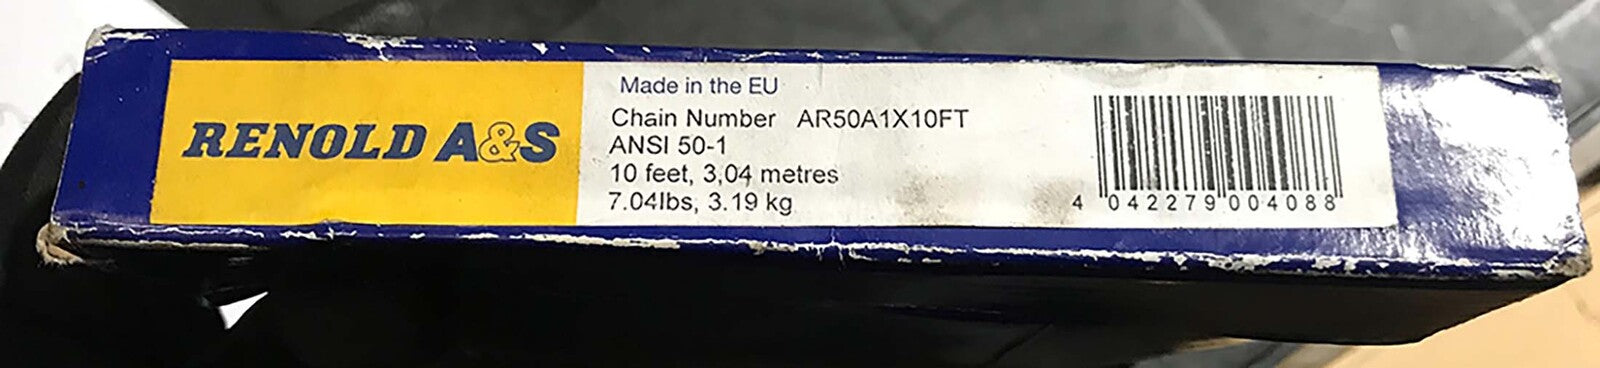 RENOLD A&S
Made in the EU
Chain Number AR50A1X10FT
ANSI 50-1
10 feet, 3,04 metres
7.04lbs, 3.19 kg
4 042279 004088